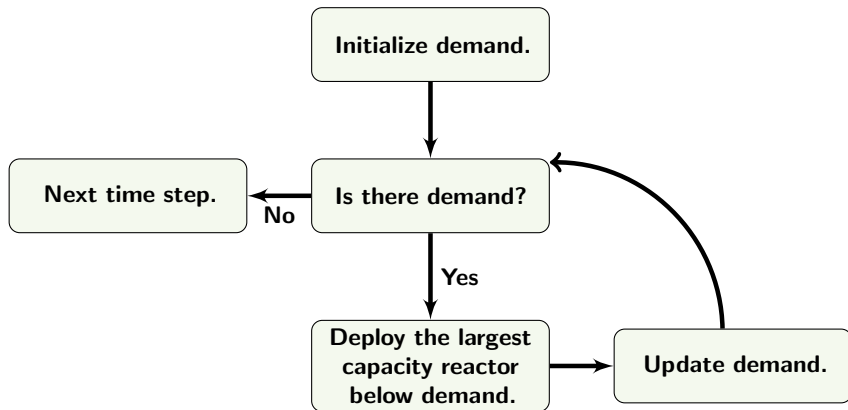 Initialize demand.
Next time step.
Is there demand?
No
Yes
Deploy the largest
capacity reactor
below demand.
Update demand.